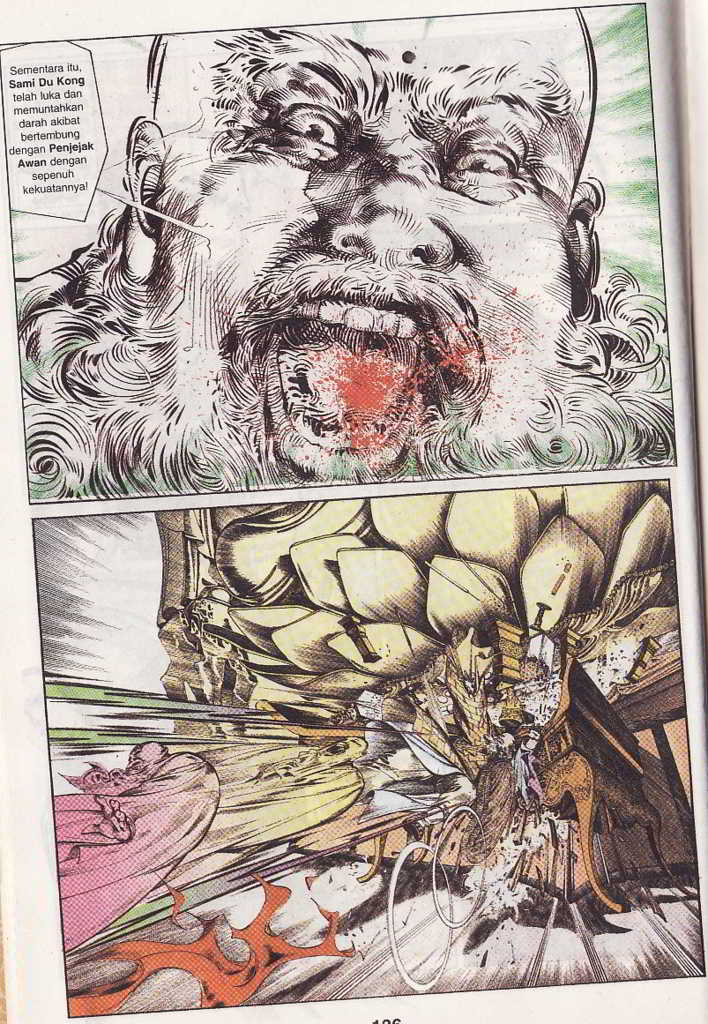 Sementara itu,
Sami Du Kong
telah luka dan
memuntahkan
darah akibat
bertembung
dengan Penjejak
Awan dengan
sepenuh
kekuatannya!